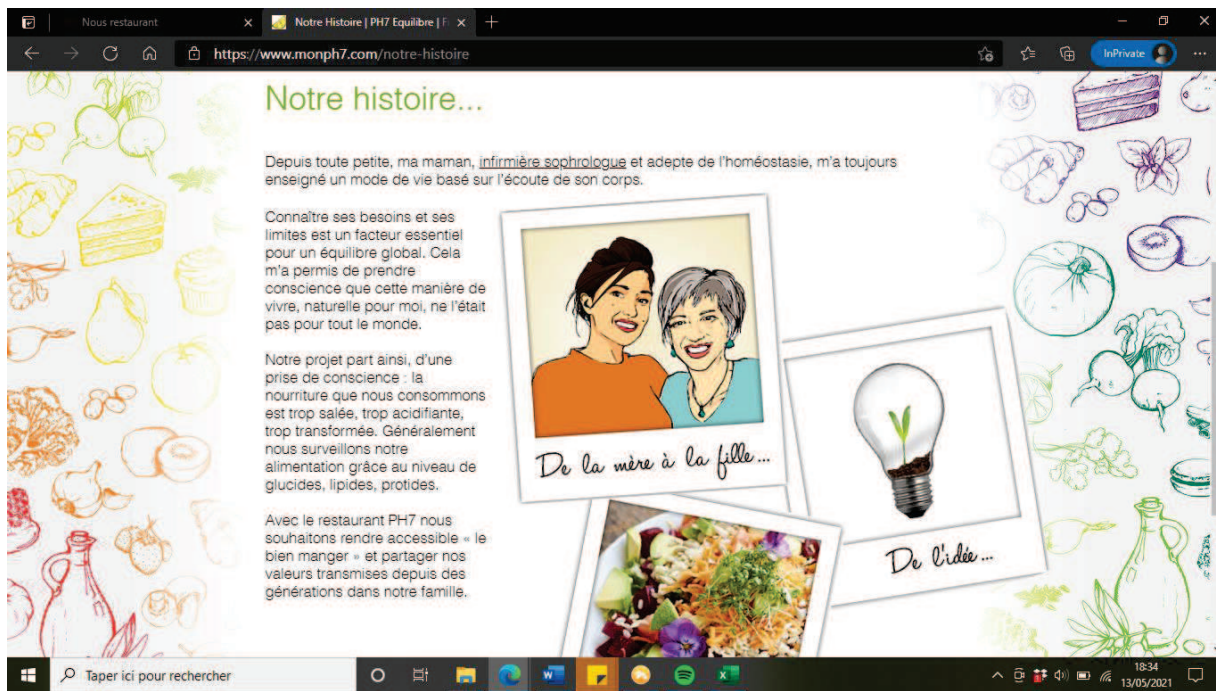 Nous restaurant
Notre Histoire | PH7 Equilibre | F
https://www.monph7.com/notre-histoire
InPrivate
Notre histoire...
Depuis toute petite, ma maman, infirmière sophrologue et adepte de l'homéostasie, m'a toujours
enseigné un mode de vie basé sur l'écoute de son corps.
Connaître ses besoins et ses
limites est un facteur essentiel
pour un équilibre global. Cela
m'a permis de prendre
conscience que cette manière de
vivre, naturelle pour moi, ne l'était
pas pour tout le monde.
Notre projet part ainsi, d'une
prise de conscience : la
nourriture que nous consommons
est trop salée, trop acidifiante,
trop transformée. Généralement
nous surveillons notre
alimentation grâce au niveau de
glucides, lipides, protides.
Avec le restaurant PH7 nous
souhaitons rendre accessible « le
bien manger » et partager nos
valeurs transmises depuis des
générations dans notre famille.
De la mère à la fille...
De l'idée...
Taper ici pour rechercher
18:34
13/05/2021